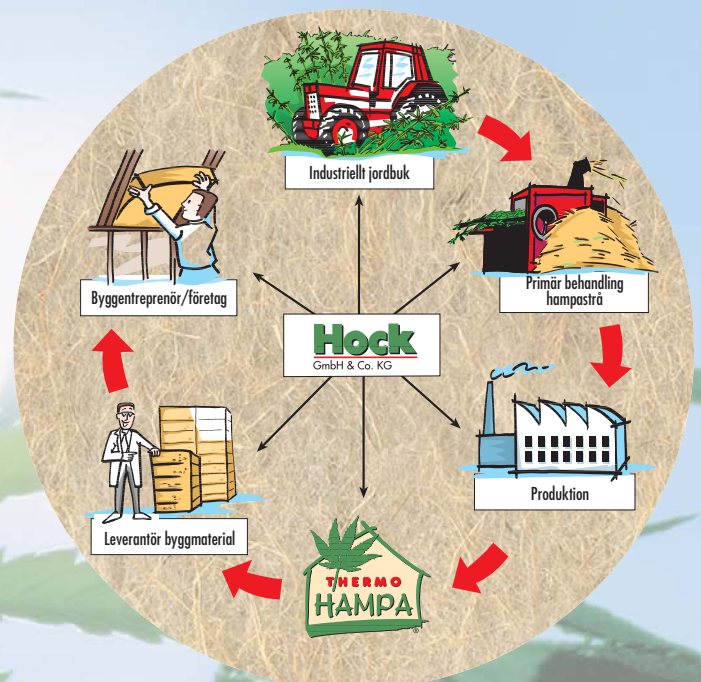 Industriellt jordbuk
Primär behandling
hampastrå
Byggentreprenör/företag
Hock
GmbH & Co. KG
Produktion
Leverantör byggmaterial
THERMO
HAMPA
®